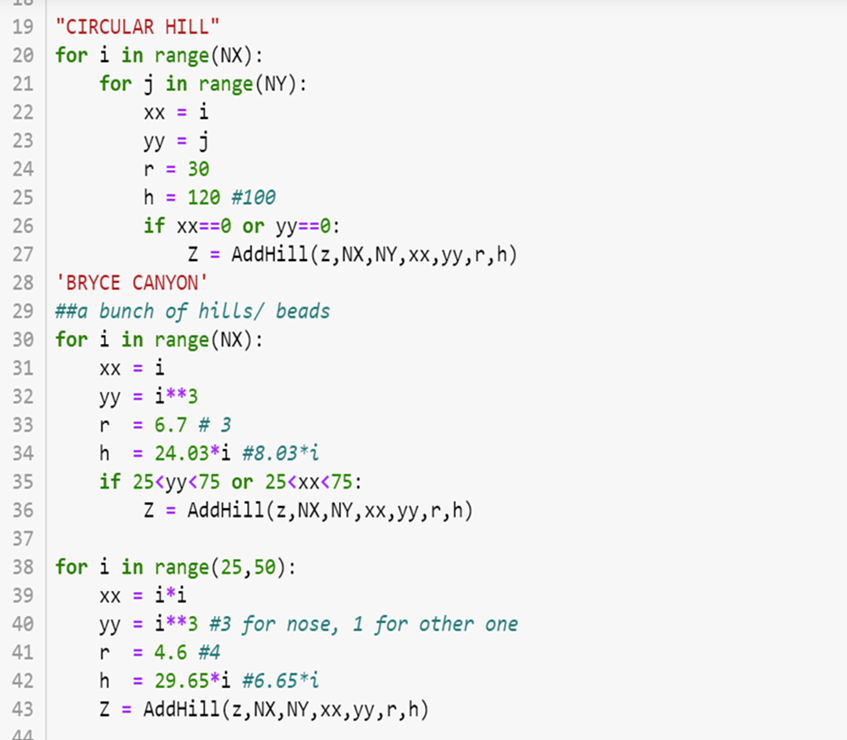 19 "CIRCULAR HILL"
20 for i in range(NX):
21     for j in range(NY):
22         xx = i
23         yy = j
24         r = 30
25         h = 120 #100
26         if xx==0 or yy==0:
27             Z = AddHill(z,NX,NY,xx,yy,r,h)
28 'BRYCE CANYON'
29 ##a bunch of hills/ beads
30 for i in range(NX):
31     xx = i
32     yy = i**3
33     r  = 6.7 # 3
34     h  = 24.03*i #8.03*i
35     if 25<yy<75 or 25<xx<75:
36         Z = AddHill(z,NX,NY,xx,yy,r,h)
37
38 for i in range(25,50):
39     xx = i*i
40     yy = i**3 #3 for nose, 1 for other one
41     r  = 4.6 #4
42     h  = 29.65*i #6.65*i
43     Z = AddHill(z,NX,NY,xx,yy,r,h)
44